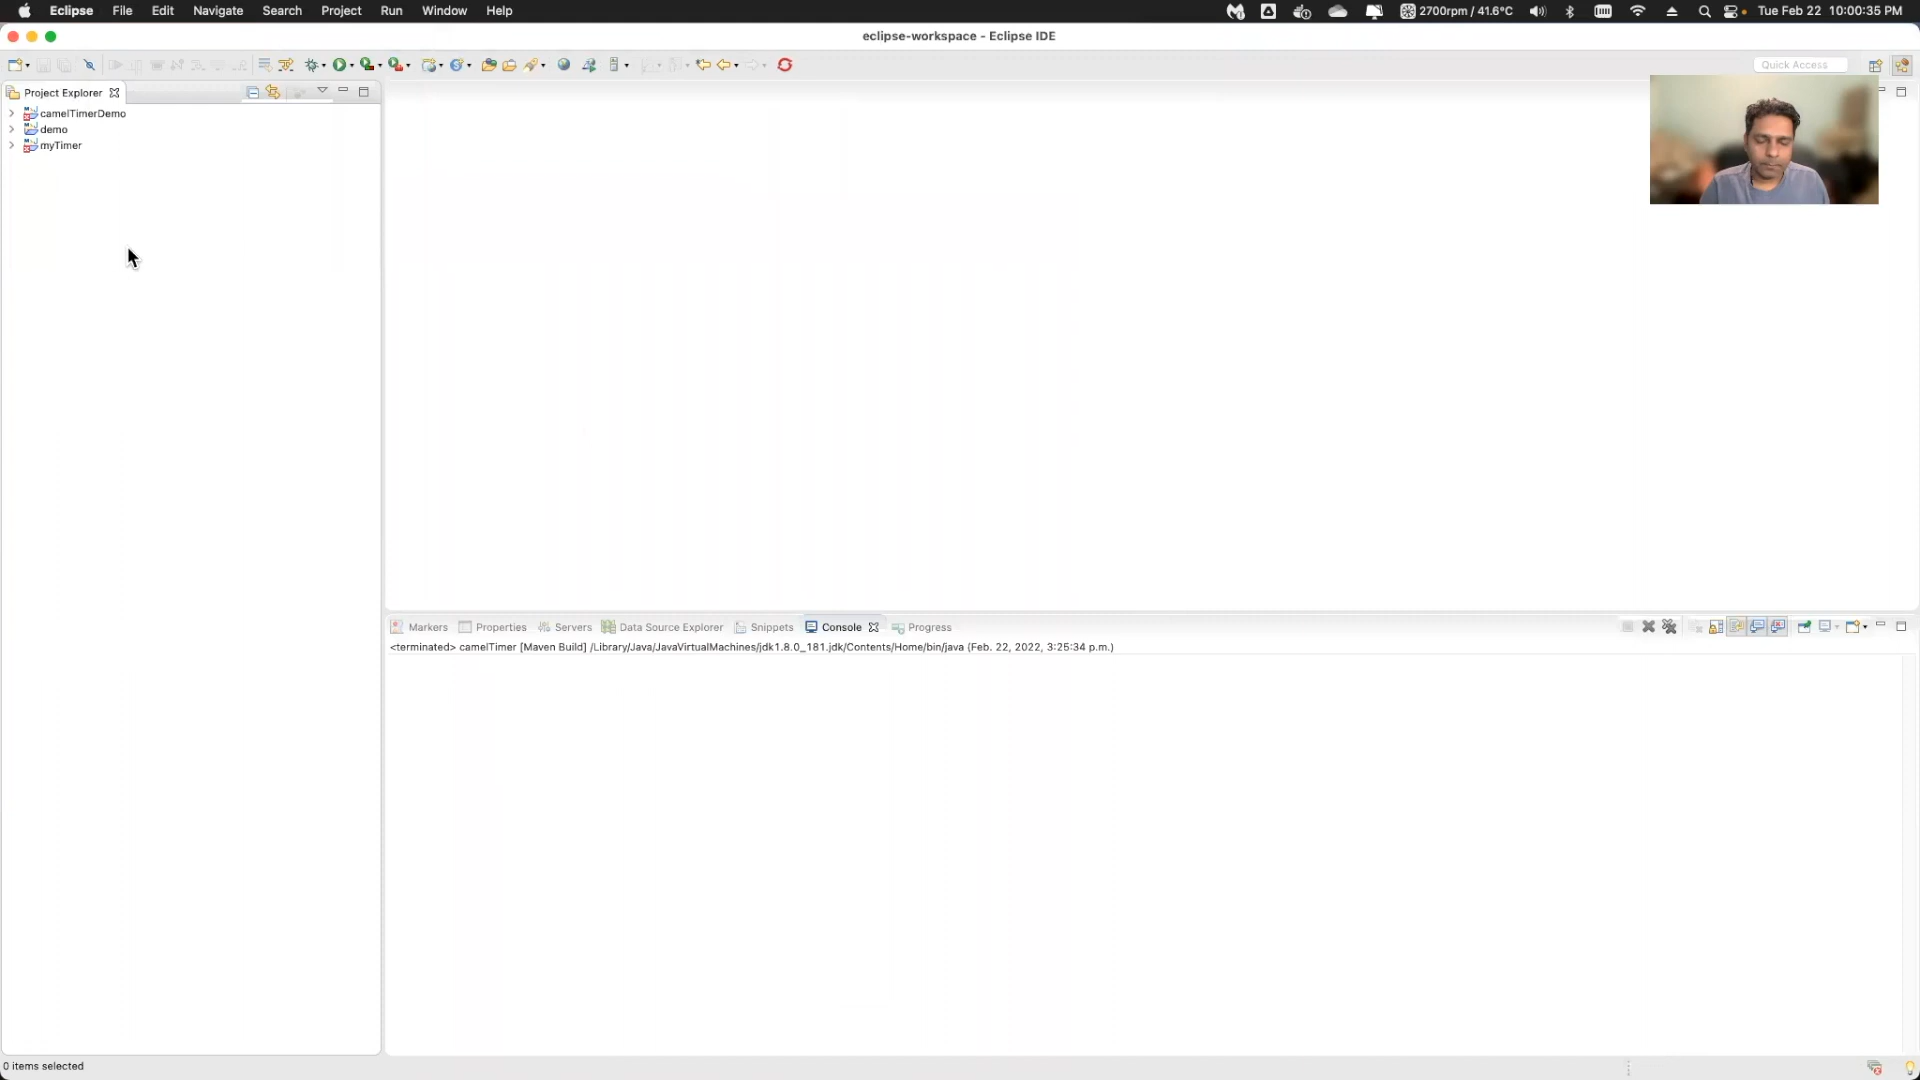 Eclipse File Edit Navigate Search Project Run Window Help 2700rpm / 41.6°C Tue Feb 22 10:00:35 PM
eclipse-workspace - Eclipse IDE
Quick Access
Project Explorer
camelTimerDemo
demo
myTimer
Markers Properties Servers Data Source Explorer Snippets Console Progress
<terminated> camelTimer [Maven Build] /Library/Java/JavaVirtualMachines/jdk1.8.0_181.jdk/Contents/Home/bin/java (Feb. 22, 2022, 3:25:34 p.m.)
0 items selected